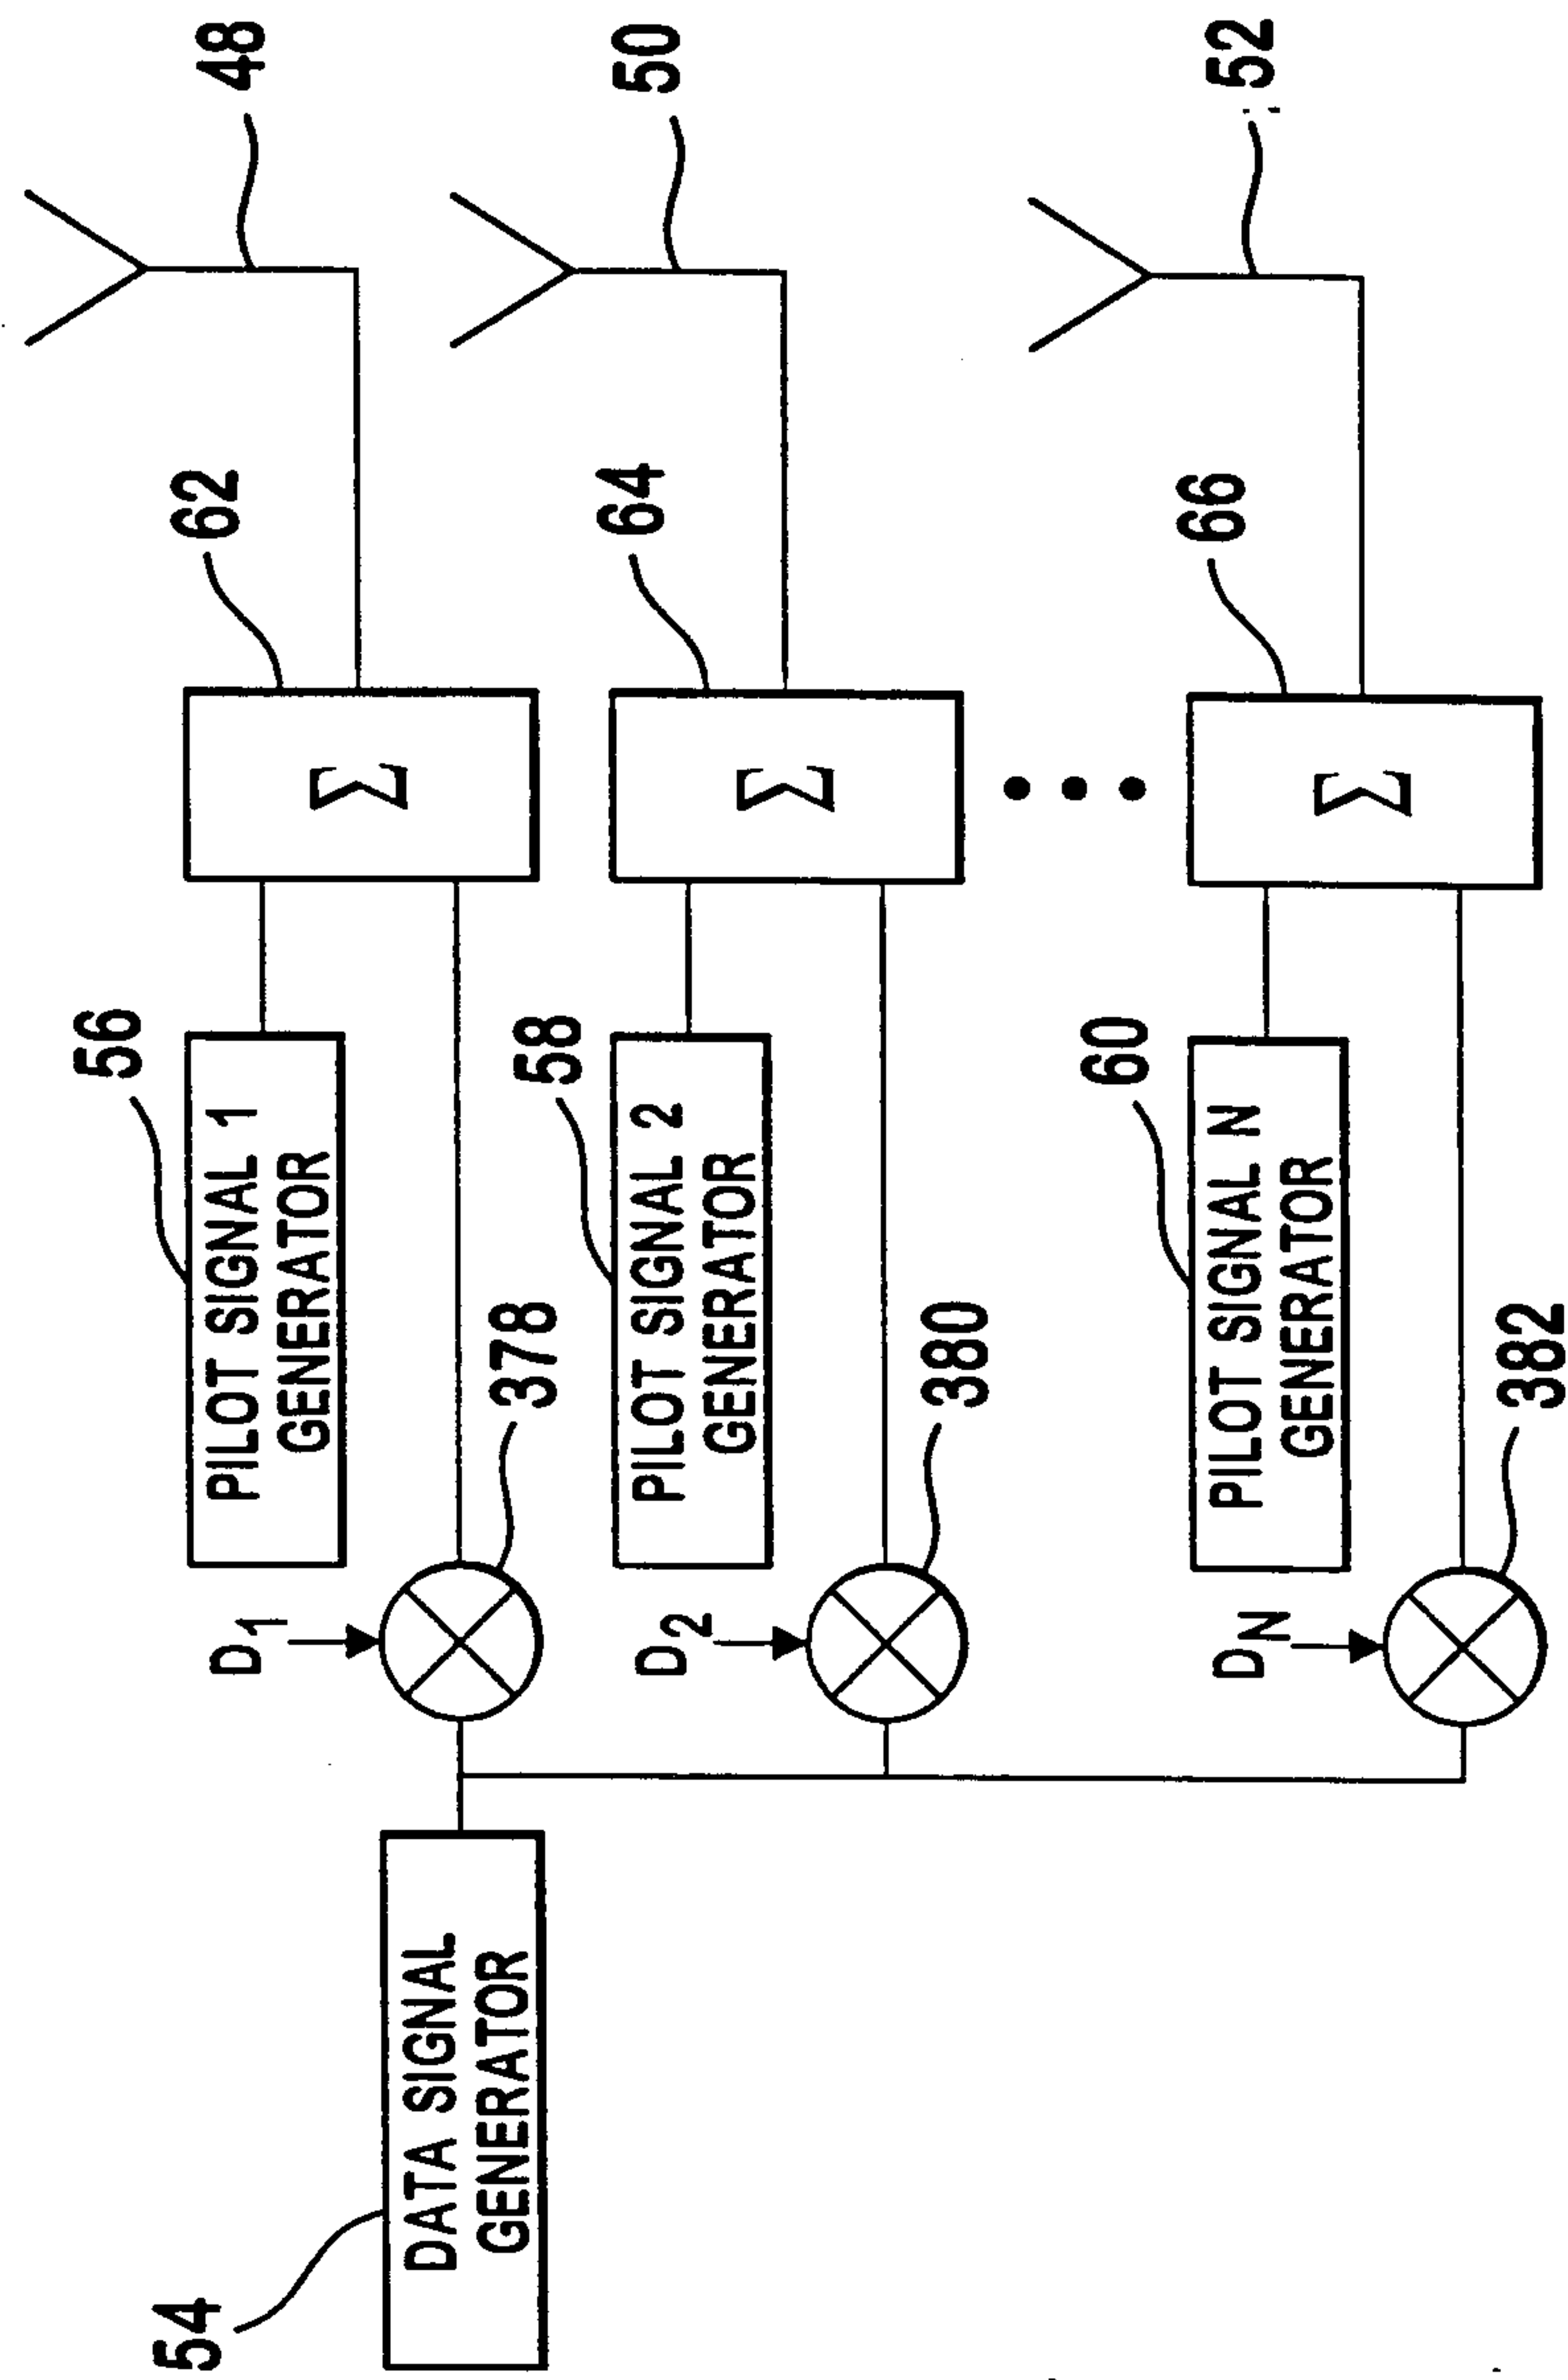 54
DATA SIGNAL
GENERATOR
D1
378
56
PILOT SIGNAL 1
GENERATOR
62
Σ
48
D2
380
58
PILOT SIGNAL 2
GENERATOR
64
Σ
50
DN
382
60
PILOT SIGNAL N
GENERATOR
66
Σ
52